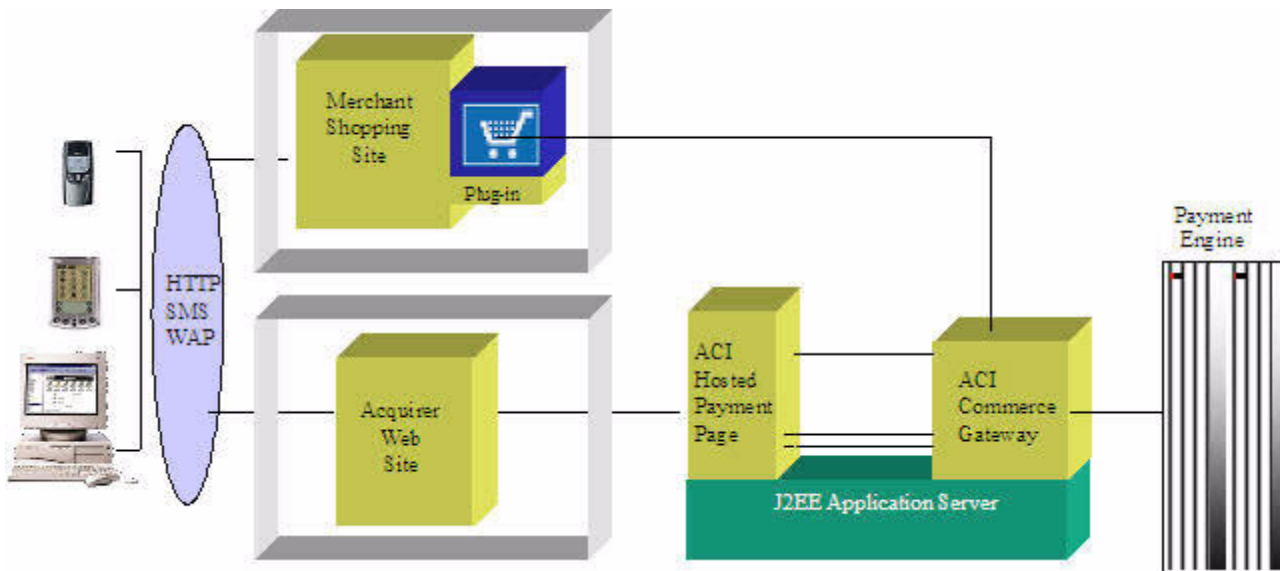 Merchant
Shopping
Site
Plug-in
HTTP
SMS
WAP
Acquirer
Web
Site
ACI
Hosted
Payment
Page
ACI
Commerce
Gateway
J2EE Application Server
Payment
Engine